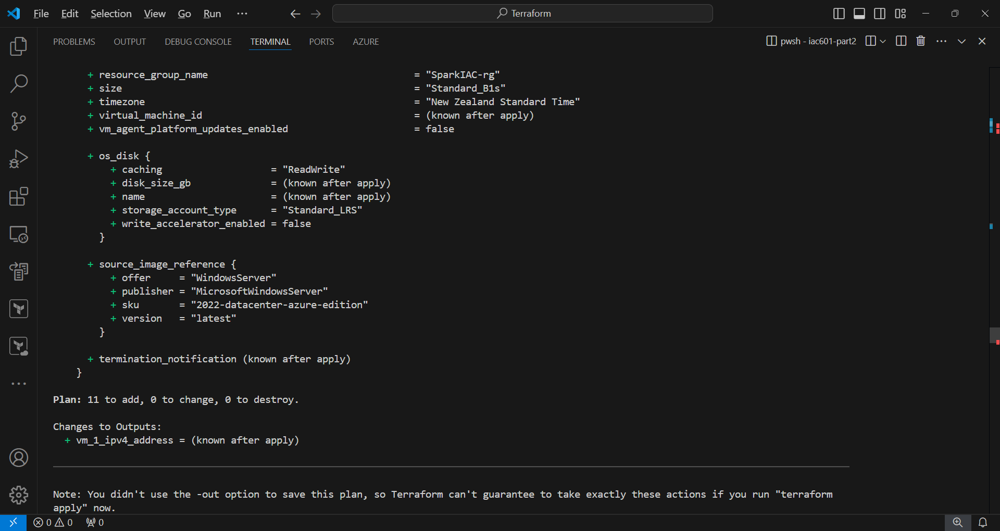 File Edit Selection View Go Run ··· Terraform
PROBLEMS OUTPUT DEBUG CONSOLE TERMINAL PORTS AZURE pwsh - iac601-part2
+ resource_group_name = "SparkIAC-rg"
+ size = "Standard_B1s"
+ timezone = "New Zealand Standard Time"
+ virtual_machine_id = (known after apply)
+ vm_agent_platform_updates_enabled = false
+ os_disk {
+ caching = "ReadWrite"
+ disk_size_gb = (known after apply)
+ name = (known after apply)
+ storage_account_type = "Standard_LRS"
+ write_accelerator_enabled = false
}
+ source_image_reference {
+ offer = "WindowsServer"
+ publisher = "MicrosoftWindowsServer"
+ sku = "2022-datacenter-azure-edition"
+ version = "latest"
}
+ termination_notification (known after apply)
}
Plan: 11 to add, 0 to change, 0 to destroy.
Changes to Outputs:
+ vm_1_ipv4_address = (known after apply)
Note: You didn't use the -out option to save this plan, so Terraform can't guarantee to take exactly these actions if you run "terraform
apply" now.
0 0 0